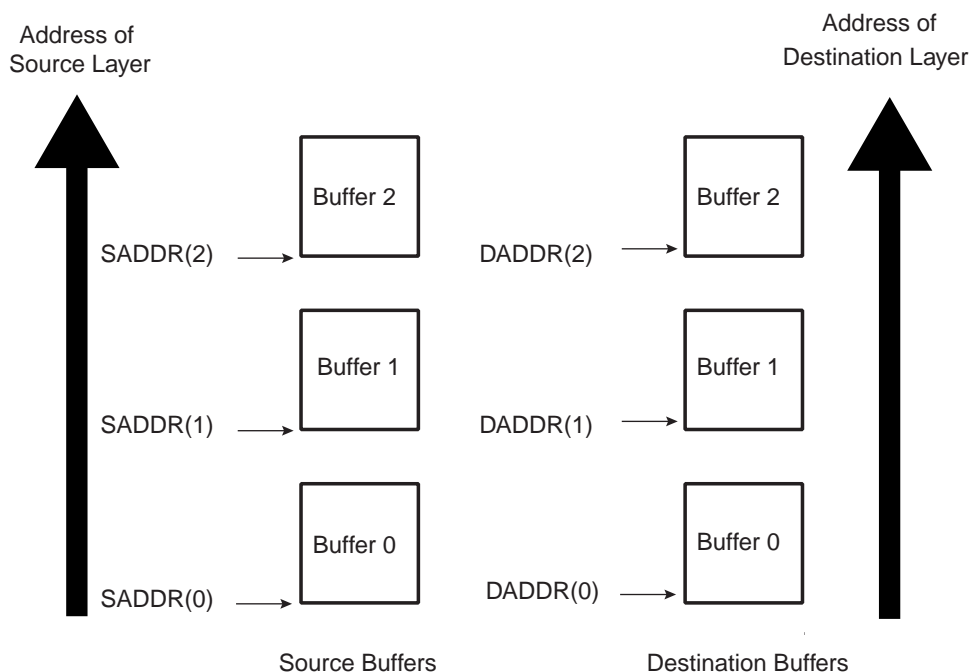 Address of
Source Layer
Address of
Destination Layer
Buffer 2
Buffer 2
SADDR(2)
DADDR(2)
Buffer 1
Buffer 1
SADDR(1)
DADDR(1)
Buffer 0
Buffer 0
SADDR(0)
DADDR(0)
Source Buffers
Destination Buffers